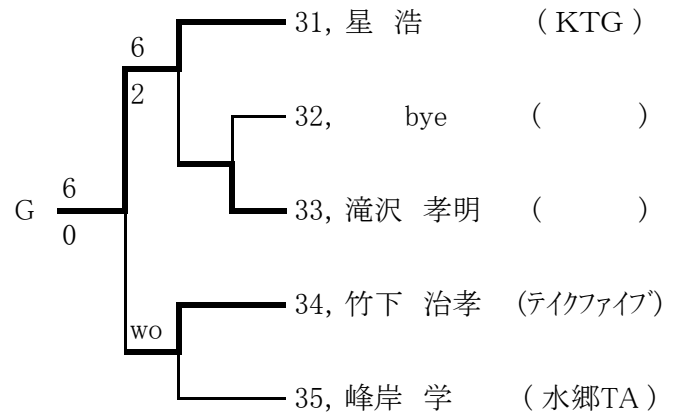 31, 星 浩 ( KTG )
6
2
32, bye ( )
6
G
0
33, 滝沢 孝明 ( )
34, 竹下 治孝 (テイクファイブ)
wo
35, 峰岸 学 ( 水郷TA )